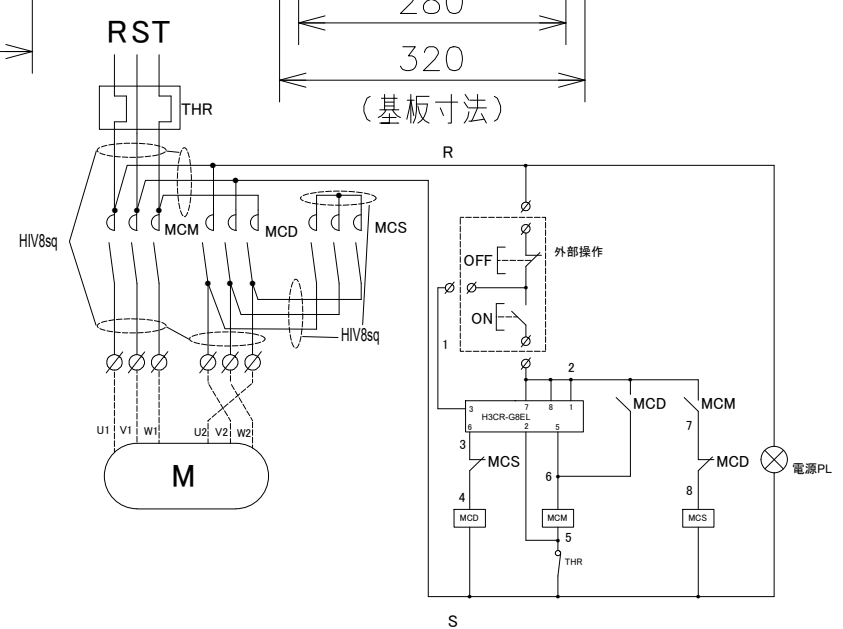 280
RST
320
THR
(基板寸法)
R
HIV8sq
MCM
MCD
MCS
OFF
外部操作
ON
HIV8sq
1
2
3
7
8
1
H3CR-G8EL
6
2
5
MCD
MCM
7
3
MCS
MCD
電源PL
6
4
8
MCD
MCM
MCS
5
THR
U1
V1
W1
U2
V2
W2
M
S